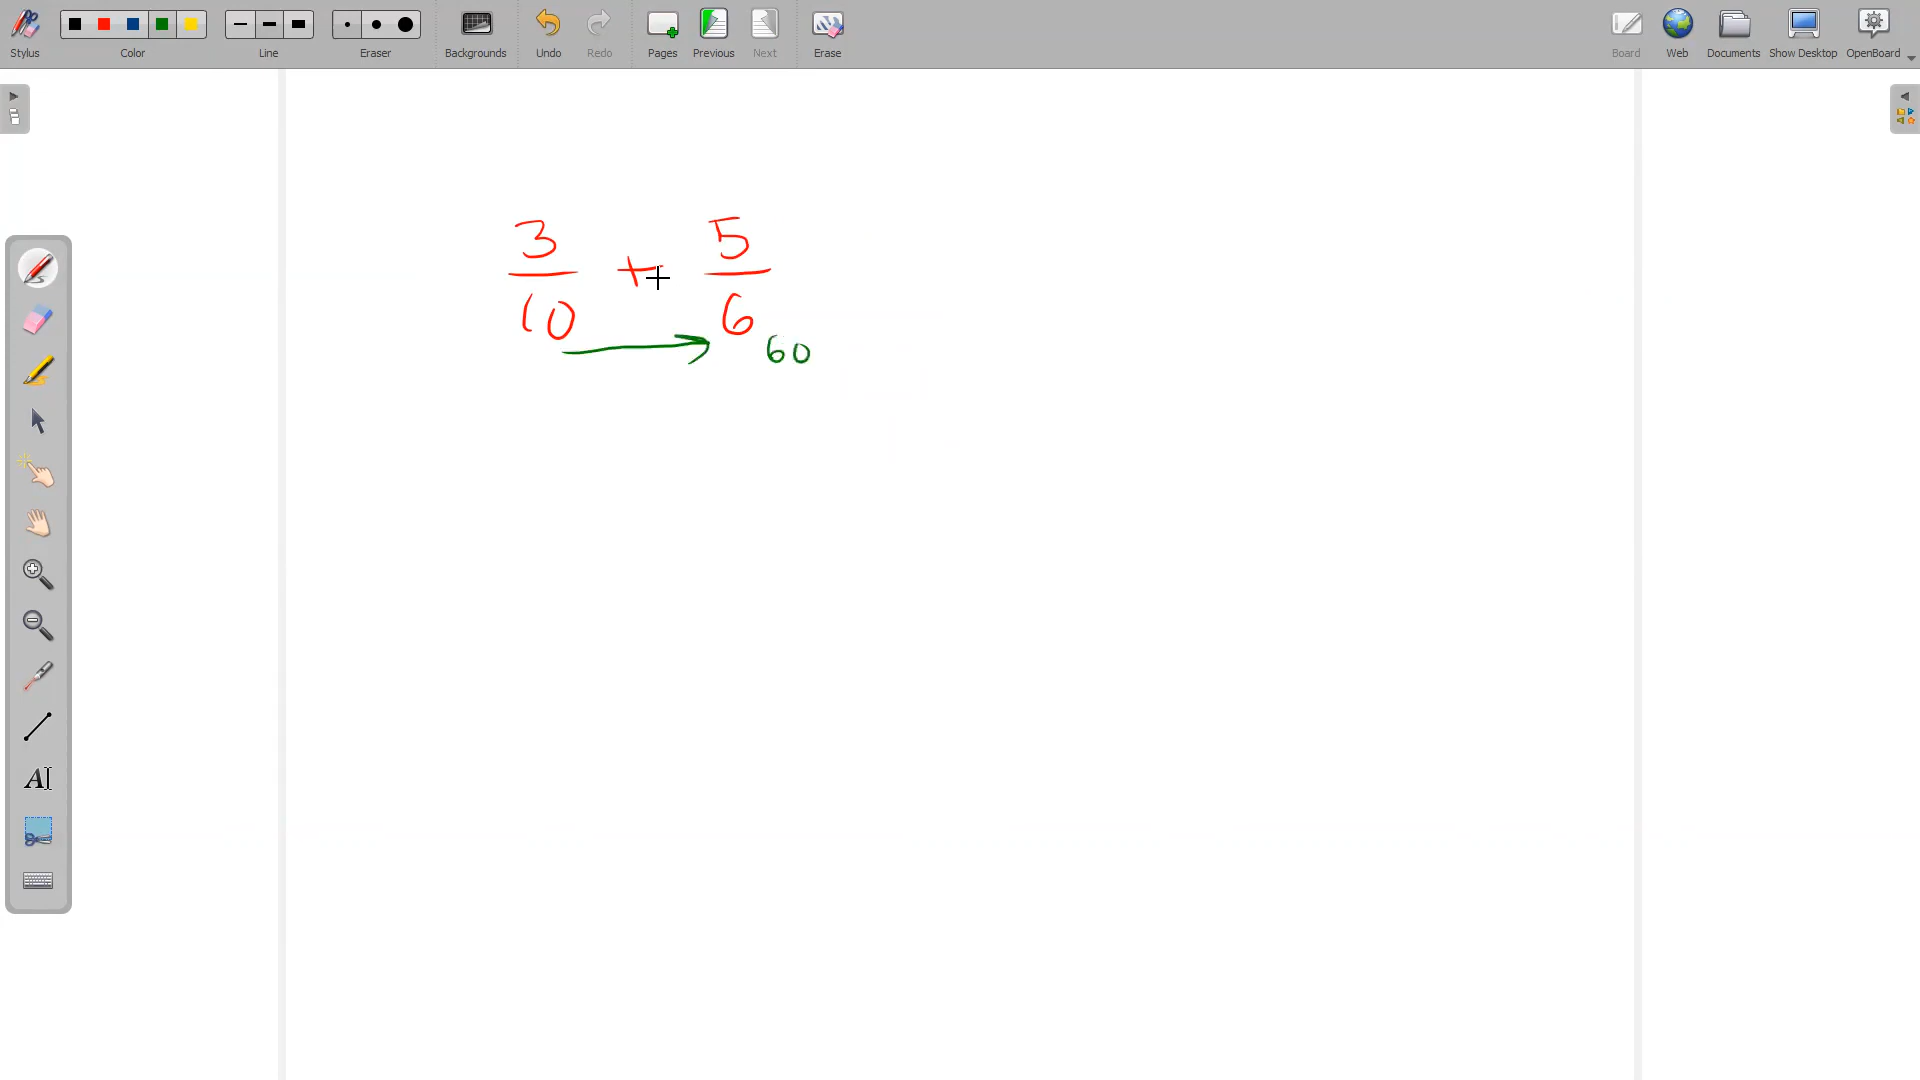 Stylus Color Line Eraser Backgrounds Undo Redo Pages Previous Next Erase Board Web Documents Show Desktop OpenBoard
3/10 + 5/6
60
AI